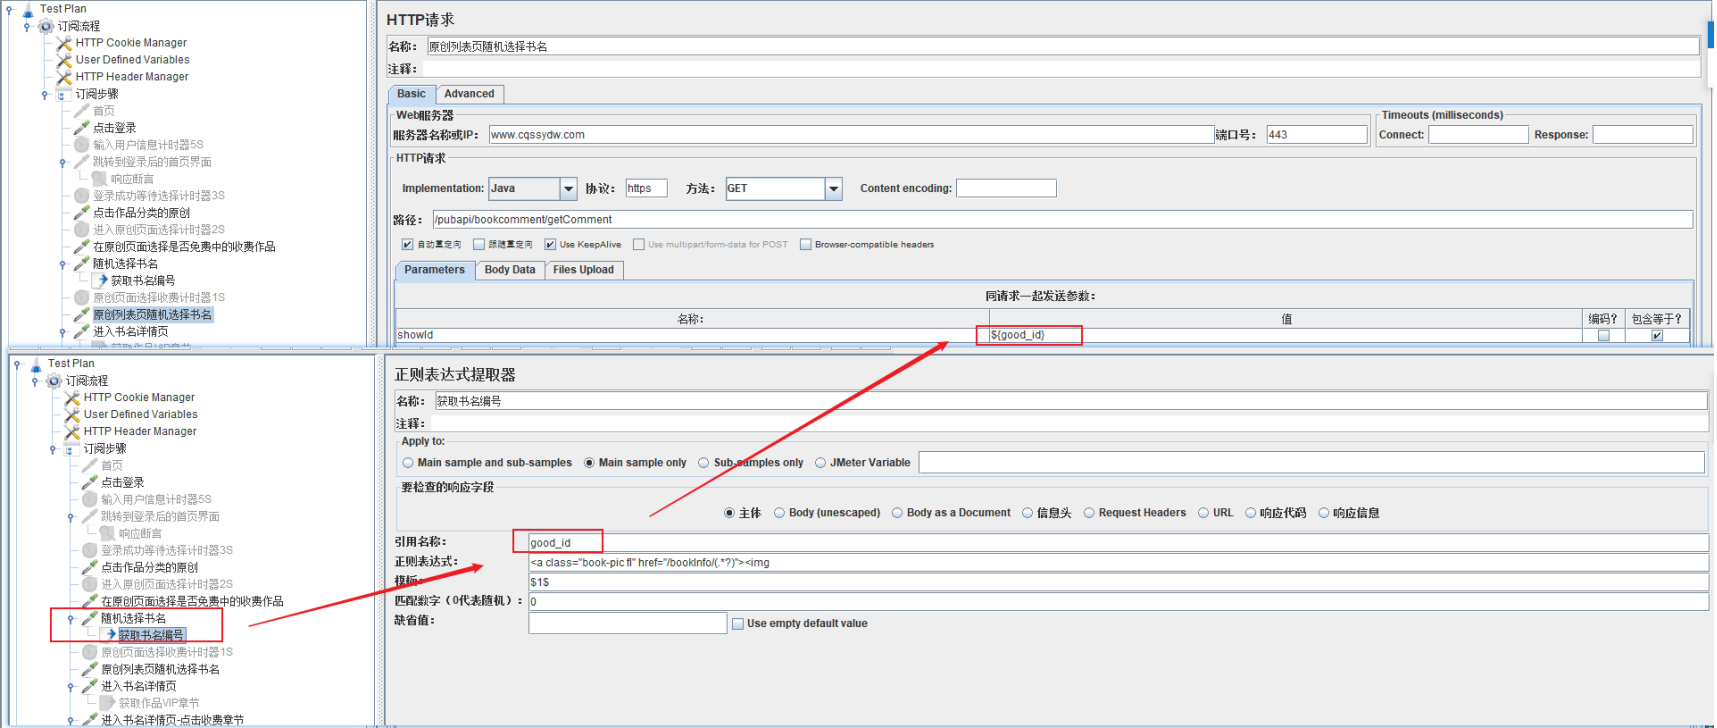 Test Plan
订阅流程
HTTP Cookie Manager
User Defined Variables
HTTP Header Manager
订阅步骤
首页
点击登录
输入用户信息计时器5S
跳转到登录后的首页界面
响应断言
登录成功等待选择计时器3S
点击作品分类的原创
进入原创页面选择计时器2S
在原创页面选择是否免费中的收费作品
随机选择书名
获取书名编号
原创页面选择收费计时器1S
原创列表页随机选择书名
进入书名详情页
获取作品VIP章节
HTTP请求
名称: 原创列表页随机选择书名
注释:
Basic Advanced
Web服务器
服务器名称或IP: www.cqssydw.com 端口号: 443
Timeouts (milliseconds)
Connect: Response:
HTTP请求
Implementation: Java 协议: https 方法: GET Content encoding:
路径: /pubapi/bookcomment/getComment
自动重定向 跟随重定向 Use KeepAlive Use multipart/form-data for POST Browser-compatible headers
Parameters Body Data Files Upload
同请求一起发送参数:
名称: 值 编码? 包含等于?
showId ${good_id}
Test Plan
订阅流程
HTTP Cookie Manager
User Defined Variables
HTTP Header Manager
订阅步骤
首页
点击登录
输入用户信息计时器5S
跳转到登录后的首页界面
响应断言
登录成功等待选择计时器3S
点击作品分类的原创
进入原创页面选择计时器2S
在原创页面选择是否免费中的收费作品
随机选择书名
获取书名编号
原创页面选择收费计时器1S
原创列表页随机选择书名
进入书名详情页
获取作品VIP章节
进入书名详情页-点击收费章节
正则表达式提取器
名称: 获取书名编号
注释:
Apply to:
Main sample and sub-samples Main sample only Sub-samples only JMeter Variable
要检查的响应字段
主体 Body (unescaped) Body as a Document 信息头 Request Headers URL 响应代码 响应信息
引用名称: good_id
正则表达式: <a class="book-pic fl" href="/bookInfo/(.*?)"><img
模板: $1$
匹配数字（0代表随机）: 0
缺省值: Use empty default value